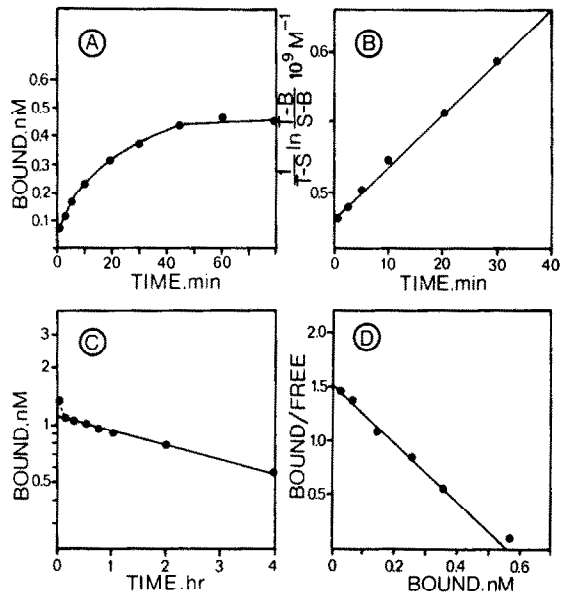 A
BOUND.nM
0.6
0.5
0.4
0.3
0.2
0.1
0 20 40 60 80
TIME.min
B
1/T-S ln T-B/S-B 10⁹ M⁻¹
0.6
0.5
0 10 20 30 40
TIME.min
C
BOUND.nM
3
2
1
0.5
0 1 2 3 4
TIME.hr
D
BOUND/FREE
2.0
1.5
1.0
0.5
0 0.2 0.4 0.6
BOUND.nM